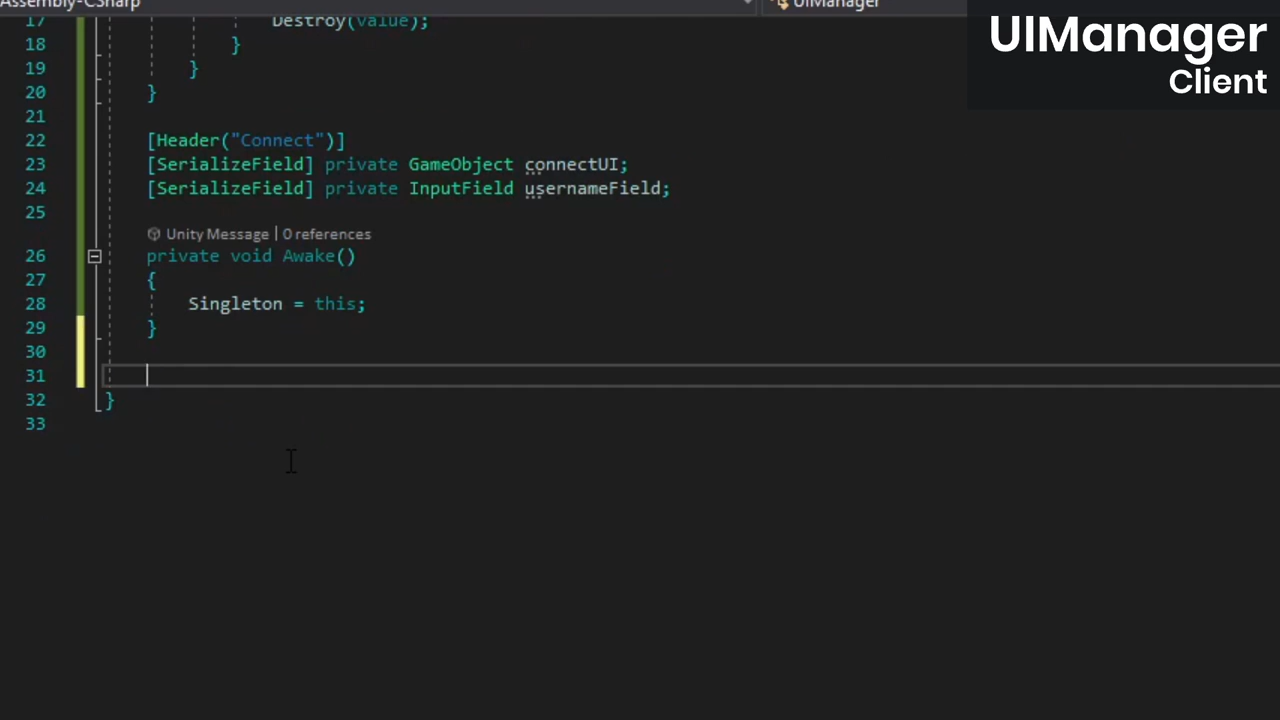 Assembly-CSharp UIManager
UIManager
Client
17 Destroy(value);
18 }
19 }
20 }
21
22 [Header("Connect")]
23 [SerializeField] private GameObject connectUI;
24 [SerializeField] private InputField usernameField;
25
Unity Message | 0 references
26 private void Awake()
27 {
28 Singleton = this;
29 }
30
31
32 }
33